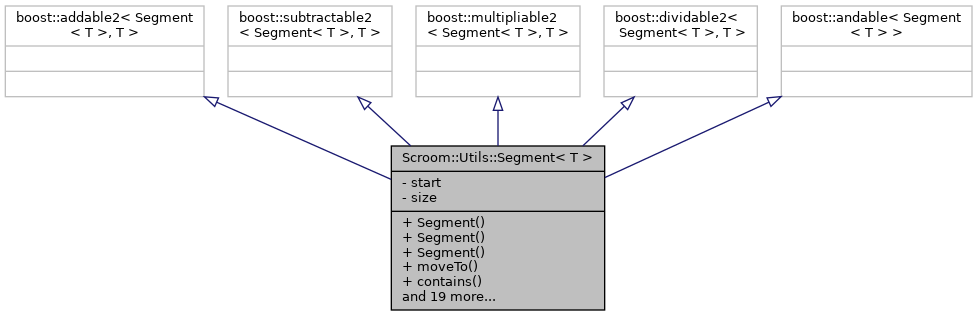 boost::addable2< Segment
< T >, T >
boost::subtractable2
< Segment< T >, T >
boost::multipliable2
< Segment< T >, T >
boost::dividable2<
Segment< T >, T >
boost::andable< Segment
< T > >
Scroom::Utils::Segment< T >
- start
- size
+ Segment()
+ Segment()
+ Segment()
+ moveTo()
+ contains()
and 19 more...